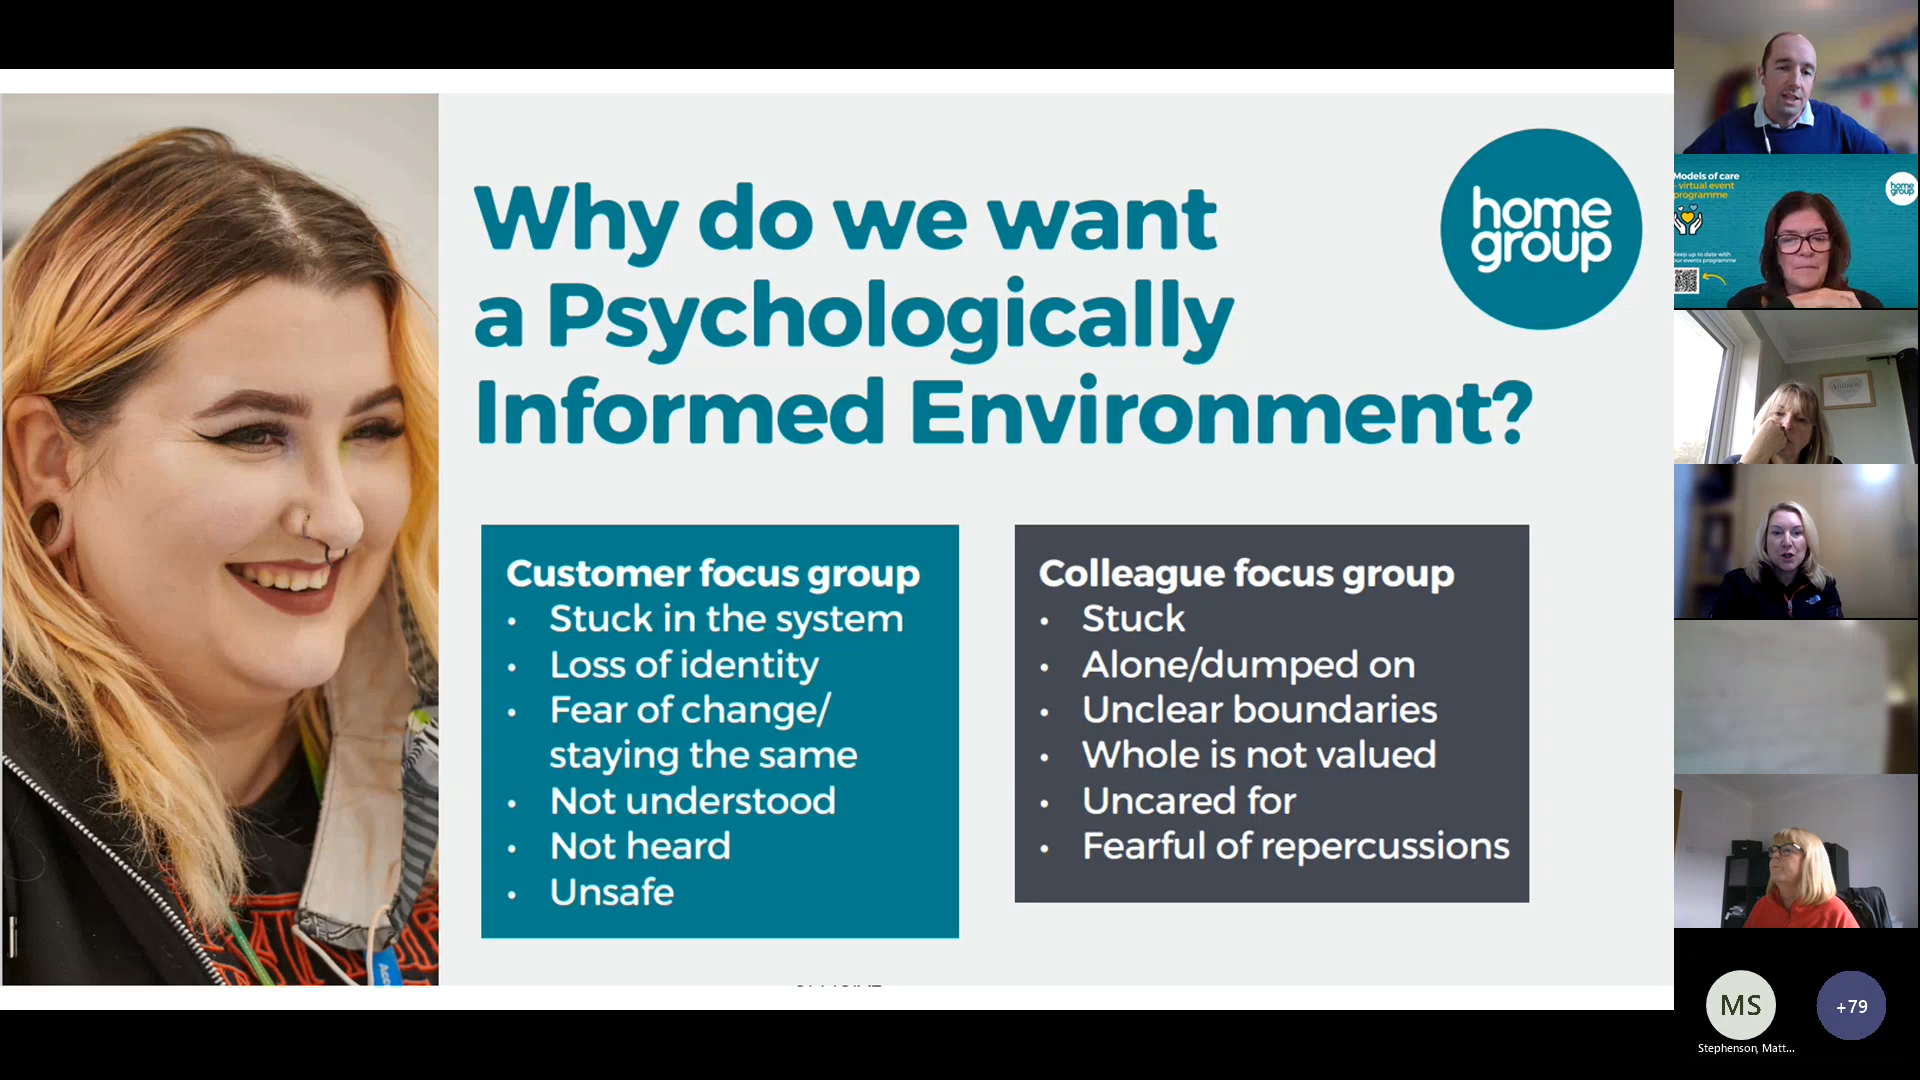 Why do we want
a Psychologically
Informed Environment?
home
group
Customer focus group
• Stuck in the system
• Loss of identity
• Fear of change/
staying the same
• Not understood
• Not heard
• Unsafe
Colleague focus group
• Stuck
• Alone/dumped on
• Unclear boundaries
• Whole is not valued
• Uncared for
• Fearful of repercussions
Models of care
- virtual event
programme
home
group
Keep up to date with
our events programme
MS
+79
Stephenson, Matt...